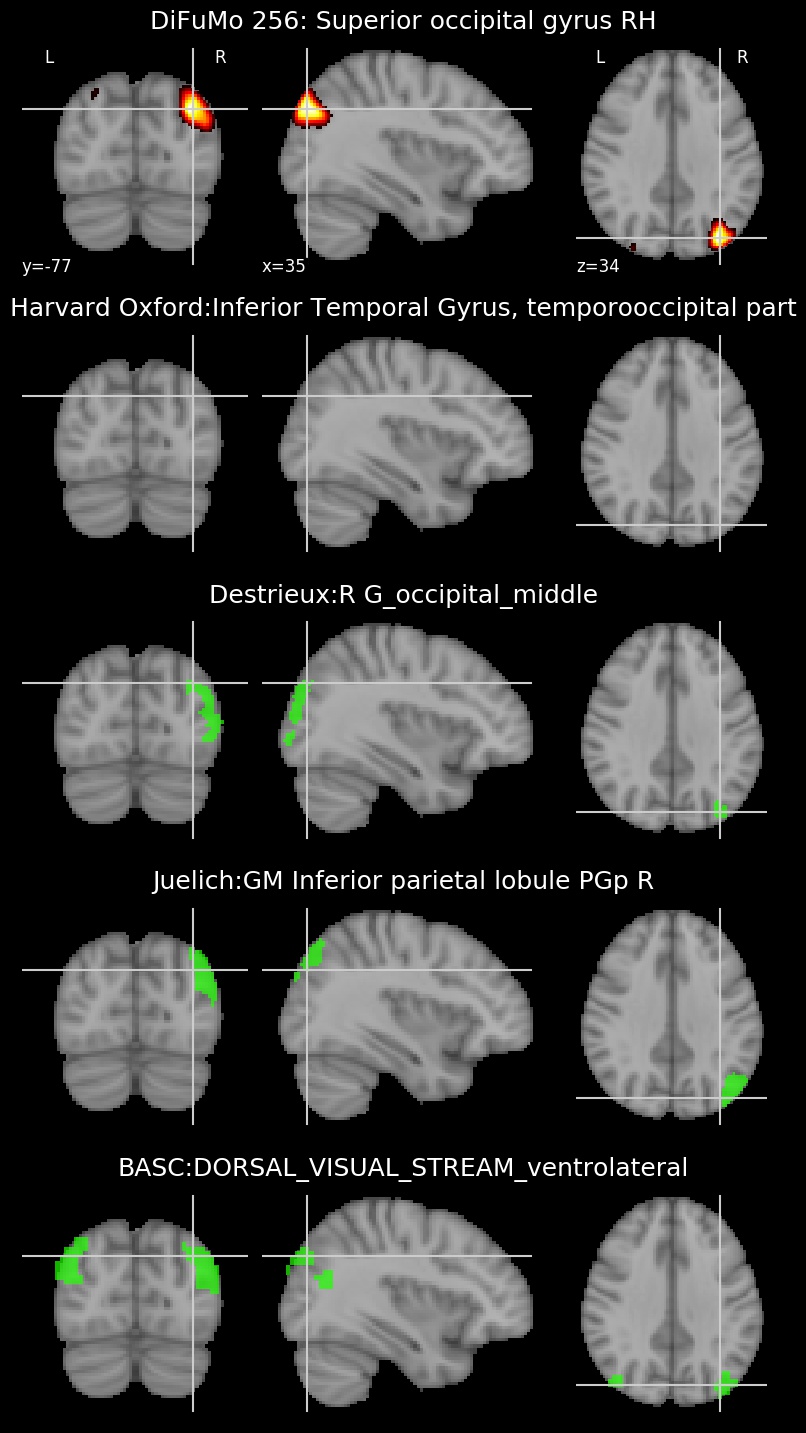 DiFuMo 256: Superior occipital gyrus RH
L R L R
y=-77 x=35 z=34
Harvard Oxford:Inferior Temporal Gyrus, temporooccipital part
Destrieux:R G_occipital_middle
Juelich:GM Inferior parietal lobule PGp R
BASC:DORSAL_VISUAL_STREAM_ventrolateral